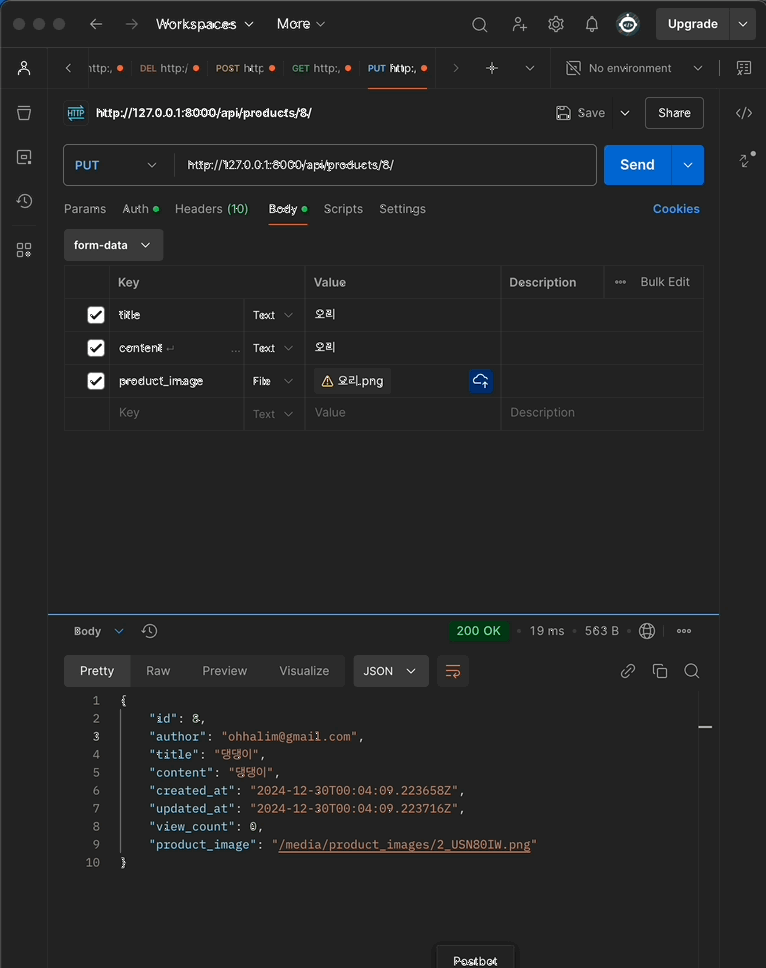 Workspaces More Upgrade
http:, DEL http:/ POST http GET http:, PUT http:, No environment
HTTP http://127.0.0.1:8000/api/products/8/ Save Share
PUT http://127.0.0.1:8000/api/products/8/ Send
Params Auth Headers (10) Body Scripts Settings Cookies
form-data
Key Value Description ••• Bulk Edit
title Text 오리
content ↵ ... Text 오리
product_image File 요리.png
Key Text Value Description
Body 200 OK • 19 ms • 563 B •••
Pretty Raw Preview Visualize JSON
1 {
2 "id": 8,
3 "author": "ohhalim@gmail.com",
4 "title": "댕댕이",
5 "content": "댕댕이",
6 "created_at": "2024-12-30T00:04:09.223658Z",
7 "updated_at": "2024-12-30T00:04:09.223716Z",
8 "view_count": 0,
9 "product_image": "/media/product_images/2_USN80IW.png"
10 }
Postbot